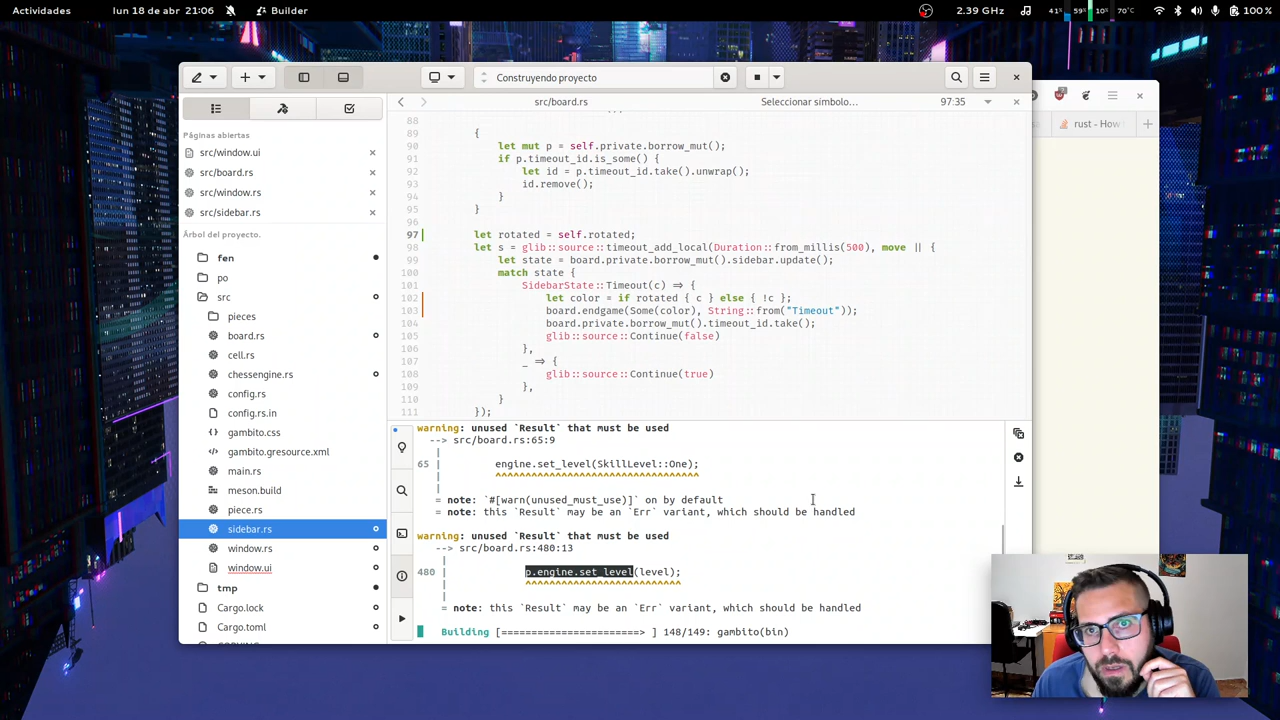 Actividades
lun 18 de abr 21:06
Builder
2.39 GHz
41%
59%
10%
70°C
100 %
Construyendo proyecto
src/board.rs
Seleccionar símbolo…
97:35
rust - How
Páginas abiertas
src/window.ui
src/board.rs
src/window.rs
src/sidebar.rs
Árbol del proyecto.
fen
po
src
pieces
board.rs
cell.rs
chessengine.rs
config.rs
config.rs.in
gambito.css
gambito.gresource.xml
main.rs
meson.build
piece.rs
sidebar.rs
window.rs
window.ui
tmp
Cargo.lock
Cargo.toml
88
89 {
90 let mut p = self.private.borrow_mut();
91 if p.timeout_id.is_some() {
92 let id = p.timeout_id.take().unwrap();
93 id.remove();
94 }
95 }
96
97 let rotated = self.rotated;
98 let s = glib::source::timeout_add_local(Duration::from_millis(500), move || {
99 let state = board.private.borrow_mut().sidebar.update();
100 match state {
101 SidebarState::Timeout(c) => {
102 let color = if rotated { c } else { !c };
103 board.endgame(Some(color), String::from("Timeout"));
104 board.private.borrow_mut().timeout_id.take();
105 glib::source::Continue(false)
106 },
107 _ => {
108 glib::source::Continue(true)
109 },
110 }
111 });
warning: unused `Result` that must be used
--> src/board.rs:65:9
|
65 | engine.set_level(SkillLevel::One);
| ^^^^^^^^^^^^^^^^^^^^^^^^^^^^^^^^^^
|
= note: `#[warn(unused_must_use)]` on by default
= note: this `Result` may be an `Err` variant, which should be handled
warning: unused `Result` that must be used
--> src/board.rs:480:13
|
480 | p.engine.set_level(level);
| ^^^^^^^^^^^^^^^^^^^^^^^^^^
|
= note: this `Result` may be an `Err` variant, which should be handled
Building [=======================> ] 148/149: gambito(bin)